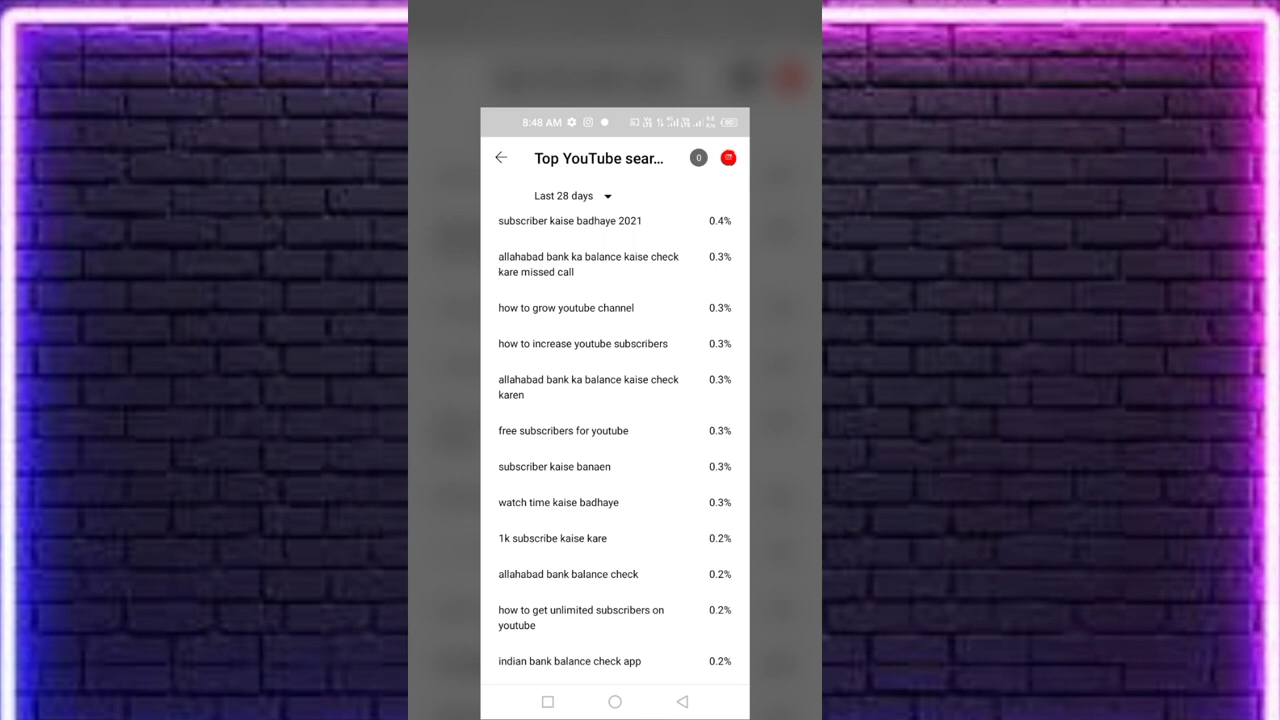 8:48 AM
Top YouTube sear... 0
Last 28 days
subscriber kaise badhaye 2021 0.4%
allahabad bank ka balance kaise check 0.3%
kare missed call
how to grow youtube channel 0.3%
how to increase youtube subscribers 0.3%
allahabad bank ka balance kaise check 0.3%
karen
free subscribers for youtube 0.3%
subscriber kaise banaen 0.3%
watch time kaise badhaye 0.3%
1k subscribe kaise kare 0.2%
allahabad bank balance check 0.2%
how to get unlimited subscribers on 0.2%
youtube
indian bank balance check app 0.2%